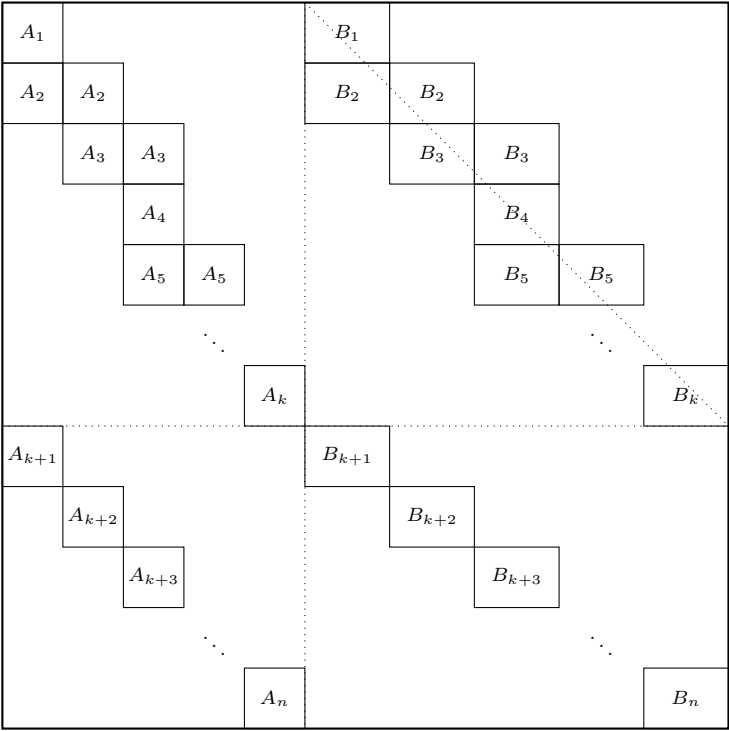 A₁ B₁
A₂ A₂ B₂ B₂
A₃ A₃ B₃ B₃
A₄ B₄
A₅ A₅ B₅ B₅
⋱ ⋱
Aₖ Bₖ
Aₖ₊₁ Bₖ₊₁
Aₖ₊₂ Bₖ₊₂
Aₖ₊₃ Bₖ₊₃
⋱ ⋱
Aₙ Bₙ